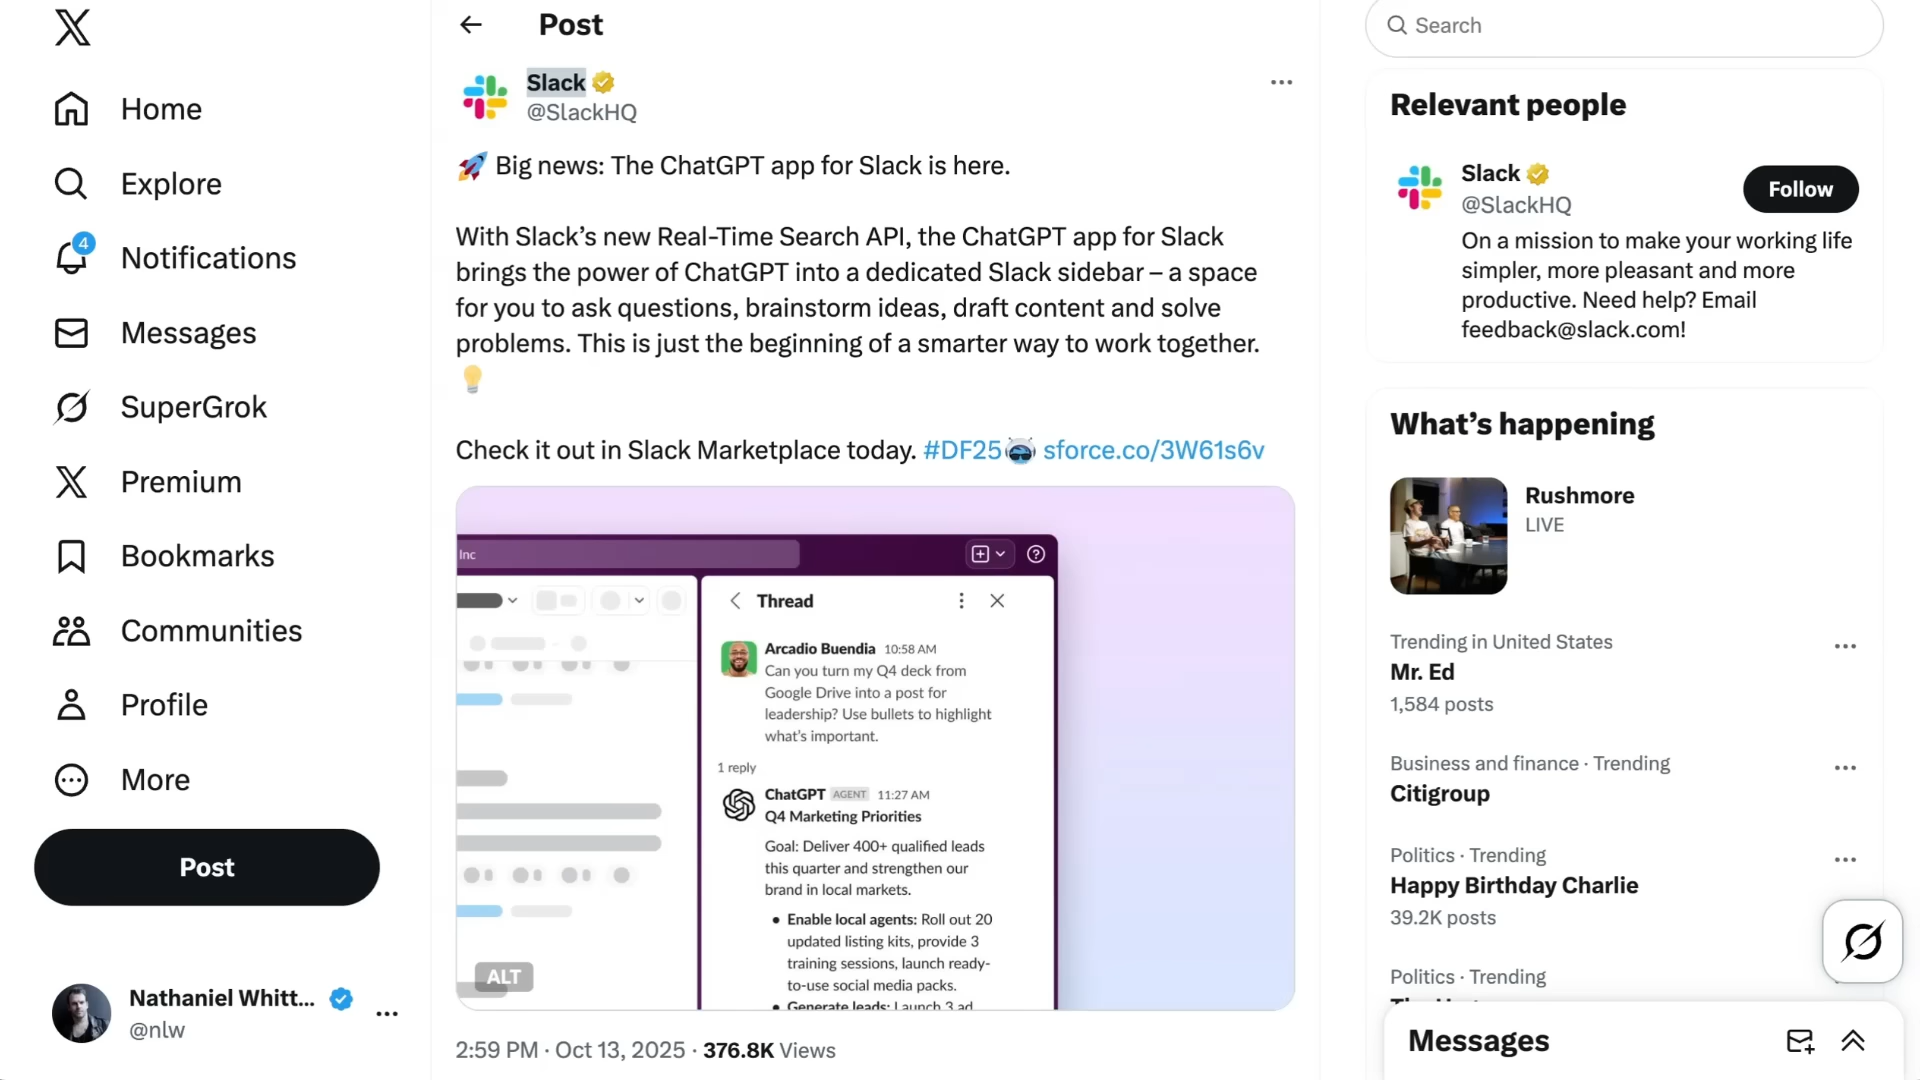 Home
Explore
4
Notifications
Messages
SuperGrok
Premium
Bookmarks
Communities
Profile
More
Post
Nathaniel Whitt...
@nlw
Post
Slack
@SlackHQ
🚀 Big news: The ChatGPT app for Slack is here.
With Slack’s new Real-Time Search API, the ChatGPT app for Slack
brings the power of ChatGPT into a dedicated Slack sidebar – a space
for you to ask questions, brainstorm ideas, draft content and solve
problems. This is just the beginning of a smarter way to work together.
💡
Check it out in Slack Marketplace today. #DF25 sforce.co/3W61s6v
Inc
Thread
Arcadio Buendia 10:58 AM
Can you turn my Q4 deck from
Google Drive into a post for
leadership? Use bullets to highlight
what’s important.
1 reply
ChatGPT AGENT 11:27 AM
Q4 Marketing Priorities
Goal: Deliver 400+ qualified leads
this quarter and strengthen our
brand in local markets.
• Enable local agents: Roll out 20
updated listing kits, provide 3
training sessions, launch ready-
to-use social media packs.
• Generate leads: Launch 3 ad
ALT
2:59 PM · Oct 13, 2025 · 376.8K Views
Search
Relevant people
Slack
@SlackHQ
Follow
On a mission to make your working life
simpler, more pleasant and more
productive. Need help? Email
feedback@slack.com!
What’s happening
Rushmore
LIVE
Trending in United States
Mr. Ed
1,584 posts
Business and finance · Trending
Citigroup
Politics · Trending
Happy Birthday Charlie
39.2K posts
Politics · Trending
Messages